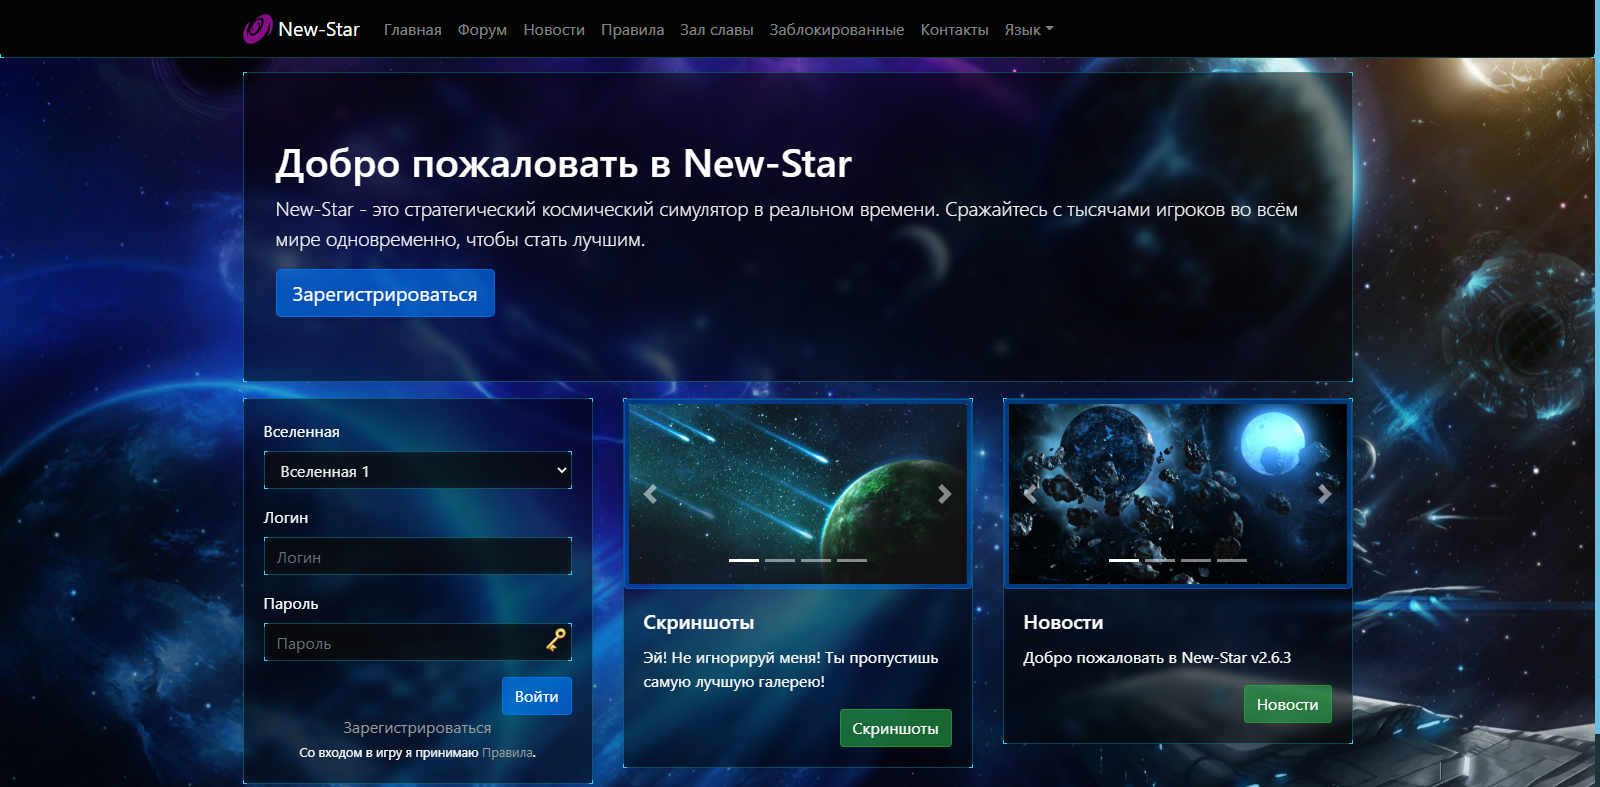 New-Star Главная Форум Новости Правила Зал славы Заблокированные Контакты Язык
Добро пожаловать в New-Star
New-Star - это стратегический космический симулятор в реальном времени. Сражайтесь с тысячами игроков во всём
мире одновременно, чтобы стать лучшим.
Зарегистрироваться
Вселенная
Вселенная 1
Логин
Логин
Пароль
Пароль
Войти
Зарегистрироваться
Со входом в игру я принимаю Правила.
Скриншоты
Эй! Не игнорируй меня! Ты пропустишь
самую лучшую галерею!
Скриншоты
Новости
Добро пожаловать в New-Star v2.6.3
Новости